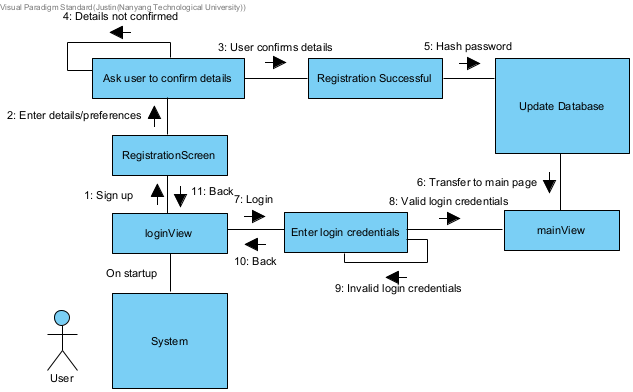 Visual Paradigm Standard(Justin(Nanyang Technological University))
4: Details not confirmed
3: User confirms details
5: Hash password
Ask user to confirm details
Registration Successful
Update Database
2: Enter details/preferences
RegistrationScreen
1: Sign up
11: Back
7: Login
6: Transfer to main page
8: Valid login credentials
loginView
Enter login credentials
mainView
10: Back
On startup
9: Invalid login credentials
System
User